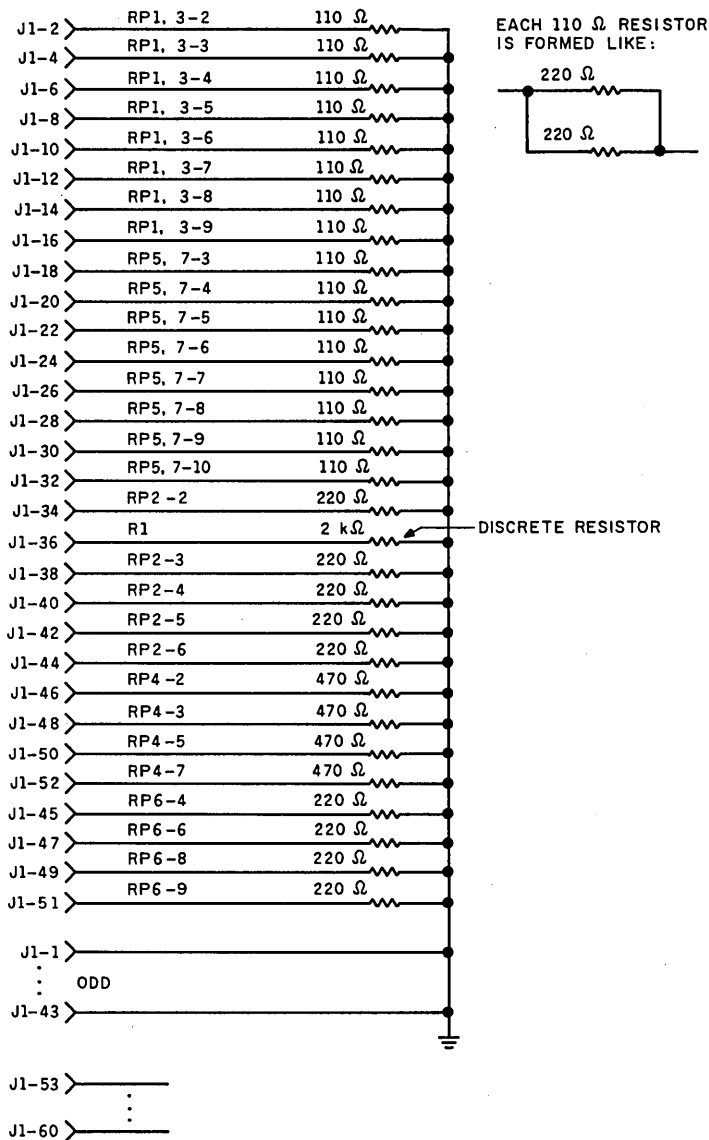 J1-2 RP1, 3-2 110 Ω
J1-4 RP1, 3-3 110 Ω
J1-6 RP1, 3-4 110 Ω
J1-8 RP1, 3-5 110 Ω
J1-10 RP1, 3-6 110 Ω
J1-12 RP1, 3-7 110 Ω
J1-14 RP1, 3-8 110 Ω
J1-16 RP1, 3-9 110 Ω
J1-18 RP5, 7-3 110 Ω
J1-20 RP5, 7-4 110 Ω
J1-22 RP5, 7-5 110 Ω
J1-24 RP5, 7-6 110 Ω
J1-26 RP5, 7-7 110 Ω
J1-28 RP5, 7-8 110 Ω
J1-30 RP5, 7-9 110 Ω
J1-32 RP5, 7-10 110 Ω
J1-34 RP2-2 220 Ω
J1-36 R1 2 kΩ DISCRETE RESISTOR
J1-38 RP2-3 220 Ω
J1-40 RP2-4 220 Ω
J1-42 RP2-5 220 Ω
J1-44 RP2-6 220 Ω
J1-46 RP4-2 470 Ω
J1-48 RP4-3 470 Ω
J1-50 RP4-5 470 Ω
J1-52 RP4-7 470 Ω
J1-45 RP6-4 220 Ω
J1-47 RP6-6 220 Ω
J1-49 RP6-8 220 Ω
J1-51 RP6-9 220 Ω
J1-1
ODD
J1-43
J1-53
J1-60
EACH 110 Ω RESISTOR
IS FORMED LIKE:
220 Ω
220 Ω